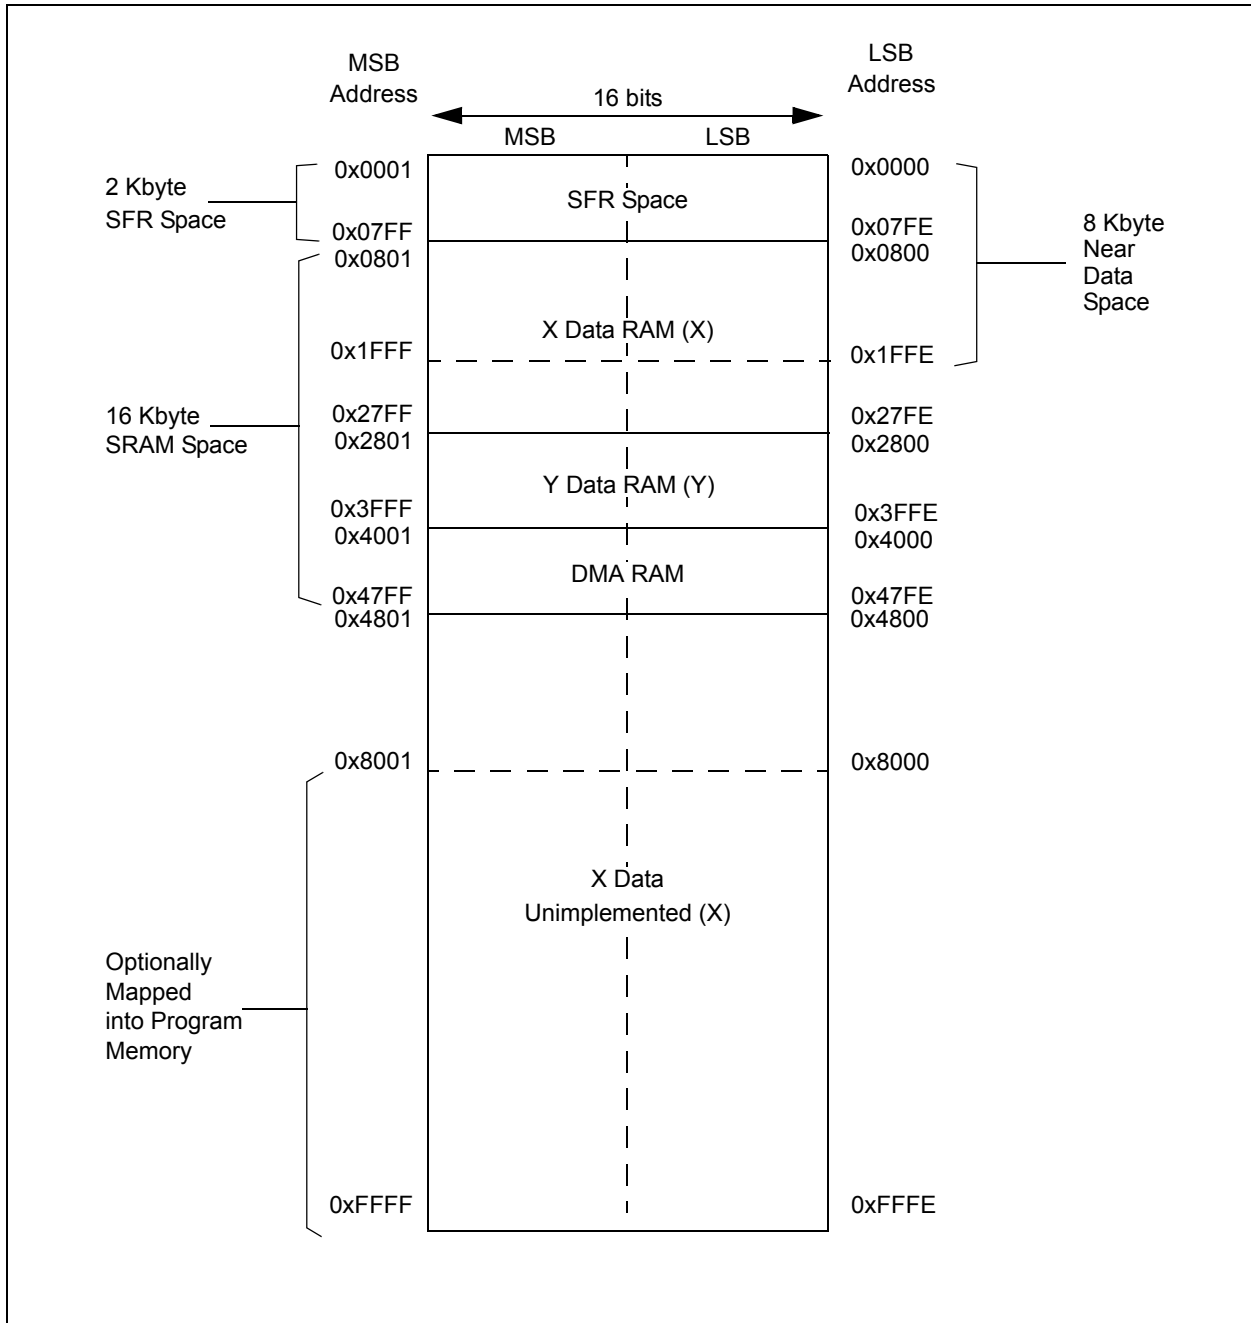 MSB
Address
LSB
Address
16 bits
MSB
LSB
2 Kbyte
SFR Space
0x0001
0x07FF
0x0801
SFR Space
0x0000
0x07FE
0x0800
8 Kbyte
Near
Data
Space
X Data RAM (X)
0x1FFF
0x1FFE
16 Kbyte
SRAM Space
0x27FF
0x2801
0x27FE
0x2800
Y Data RAM (Y)
0x3FFF
0x4001
0x3FFE
0x4000
DMA RAM
0x47FF
0x4801
0x47FE
0x4800
0x8001
0x8000
X Data
Unimplemented (X)
Optionally
Mapped
into Program
Memory
0xFFFF
0xFFFE